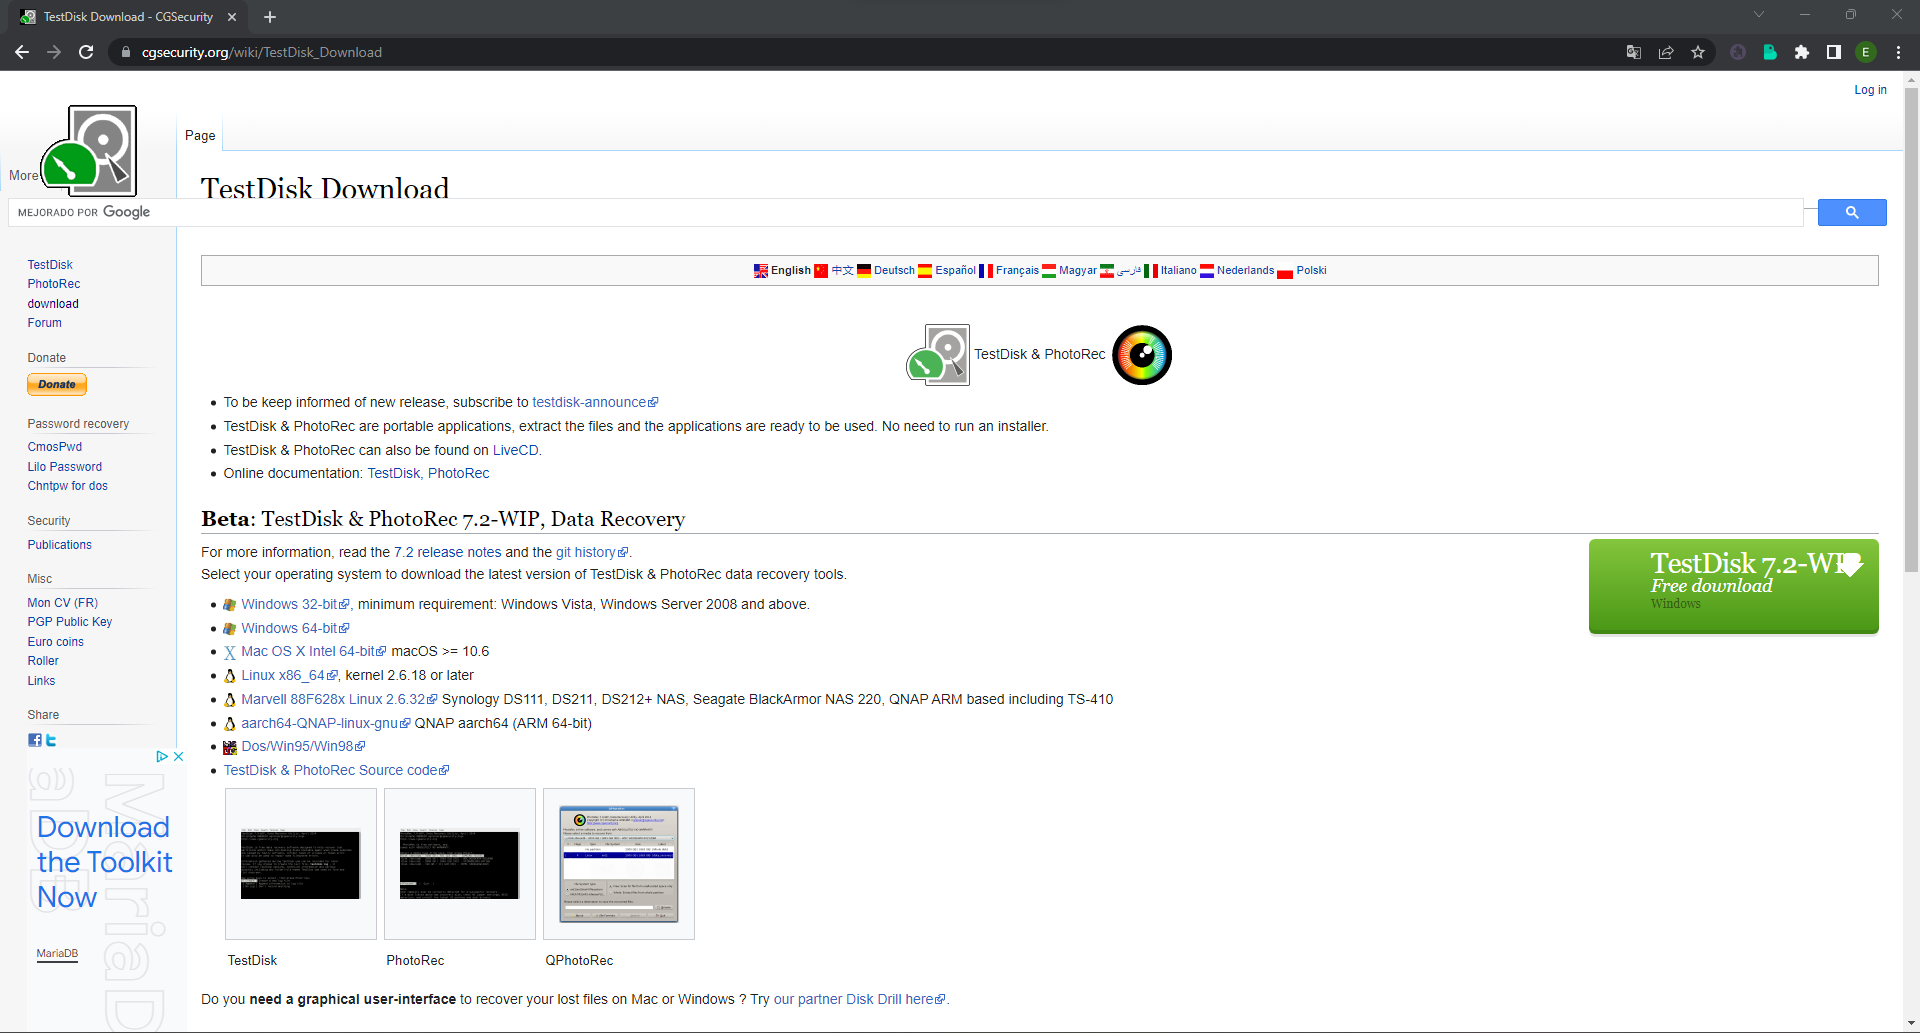 TestDisk Download - CGSecurity
cgsecurity.org/wiki/TestDisk_Download
E
Log in
Page
More
TestDisk Download
MEJORADO POR Google
English 中文 Deutsch Español Français Magyar فارسی Italiano Nederlands Polski
TestDisk
PhotoRec
download
Forum
Donate
Donate
Password recovery
CmosPwd
Lilo Password
Chntpw for dos
Security
Publications
Misc
Mon CV (FR)
PGP Public Key
Euro coins
Roller
Links
Share
Download
the Toolkit
Now
MariaDB
MariaD
TestDisk & PhotoRec
To be keep informed of new release, subscribe to testdisk-announce
TestDisk & PhotoRec are portable applications, extract the files and the applications are ready to be used. No need to run an installer.
TestDisk & PhotoRec can also be found on LiveCD.
Online documentation: TestDisk, PhotoRec
Beta: TestDisk & PhotoRec 7.2-WIP, Data Recovery
For more information, read the 7.2 release notes and the git history.
Select your operating system to download the latest version of TestDisk & PhotoRec data recovery tools.
TestDisk 7.2-WIP
Free download
Windows
Windows 32-bit, minimum requirement: Windows Vista, Windows Server 2008 and above.
Windows 64-bit
Mac OS X Intel 64-bit macOS >= 10.6
Linux x86_64, kernel 2.6.18 or later
Marvell 88F628x Linux 2.6.32 Synology DS111, DS211, DS212+ NAS, Seagate BlackArmor NAS 220, QNAP ARM based including TS-410
aarch64-QNAP-linux-gnu QNAP aarch64 (ARM 64-bit)
Dos/Win95/Win98
TestDisk & PhotoRec Source code
TestDisk
PhotoRec
QPhotoRec
Do you need a graphical user-interface to recover your lost files on Mac or Windows ? Try our partner Disk Drill here.